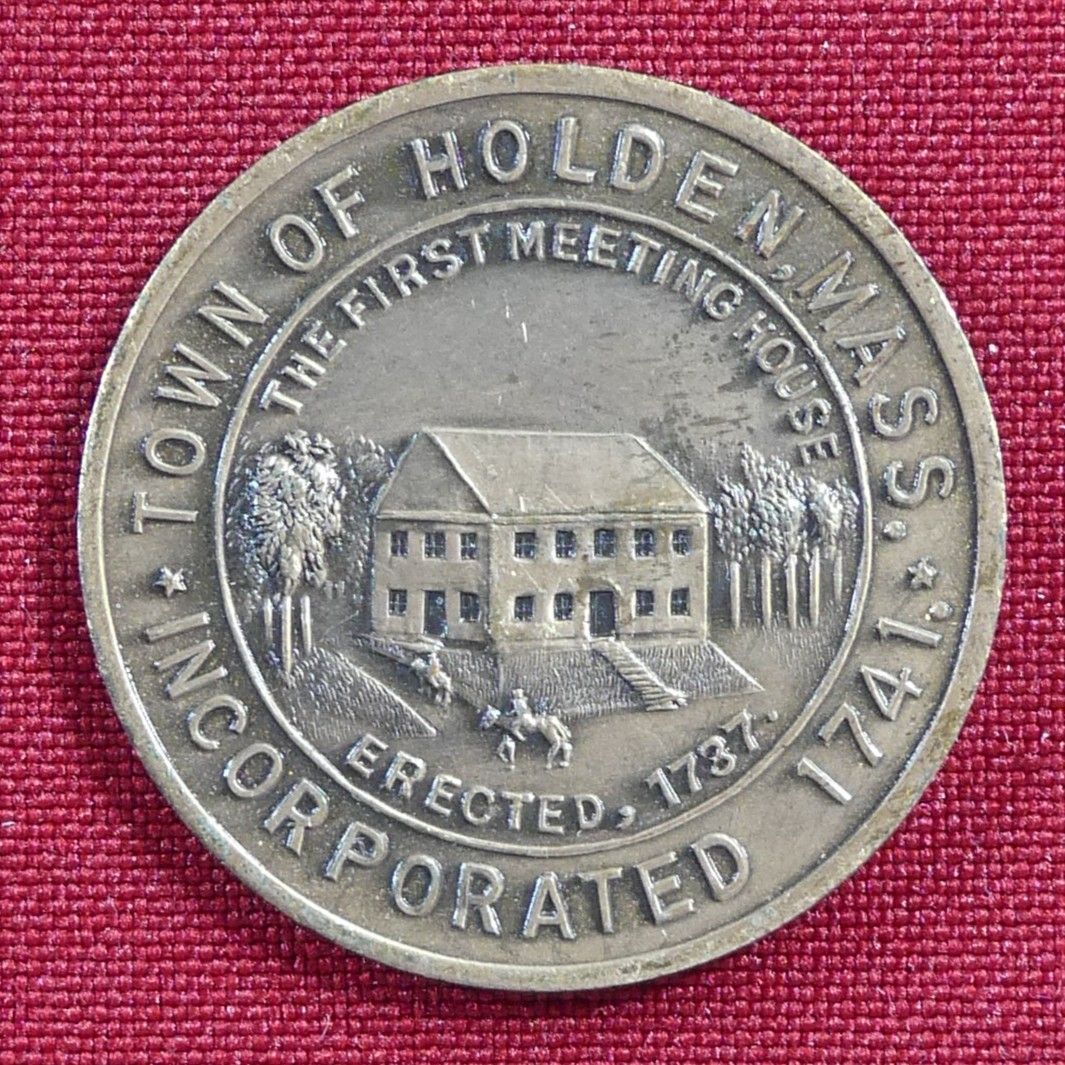 TOWN OF HOLDEN, MASS.
INCORPORATED 1741.
THE FIRST MEETING HOUSE
ERECTED, 1737.